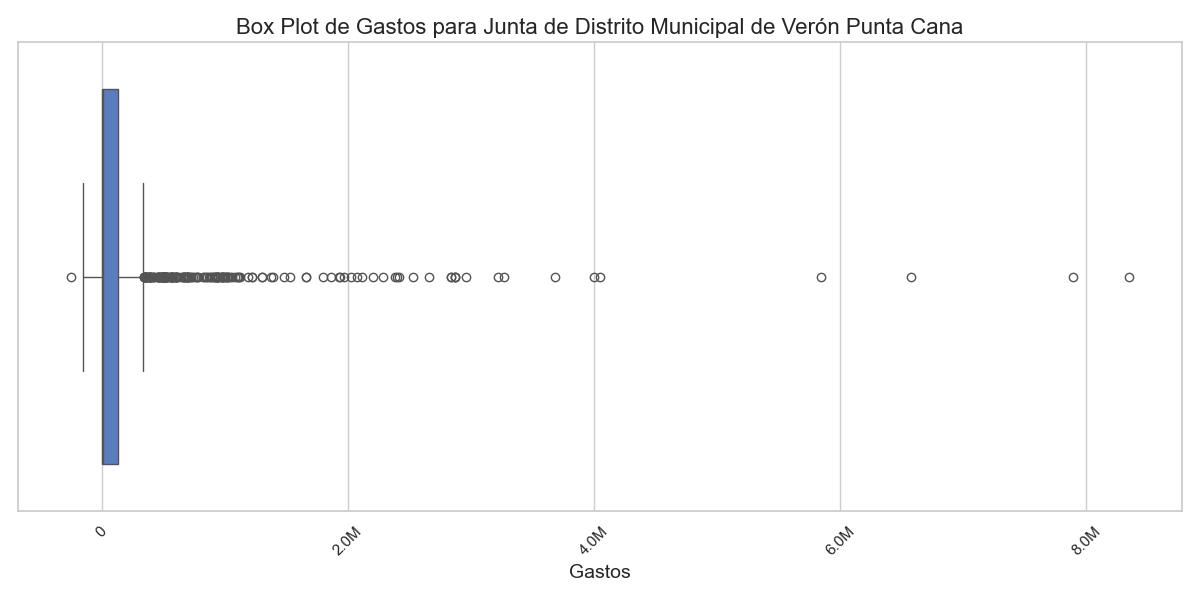 Box Plot de Gastos para Junta de Distrito Municipal de Verón Punta Cana
0
2.0M
4.0M
6.0M
8.0M
Gastos